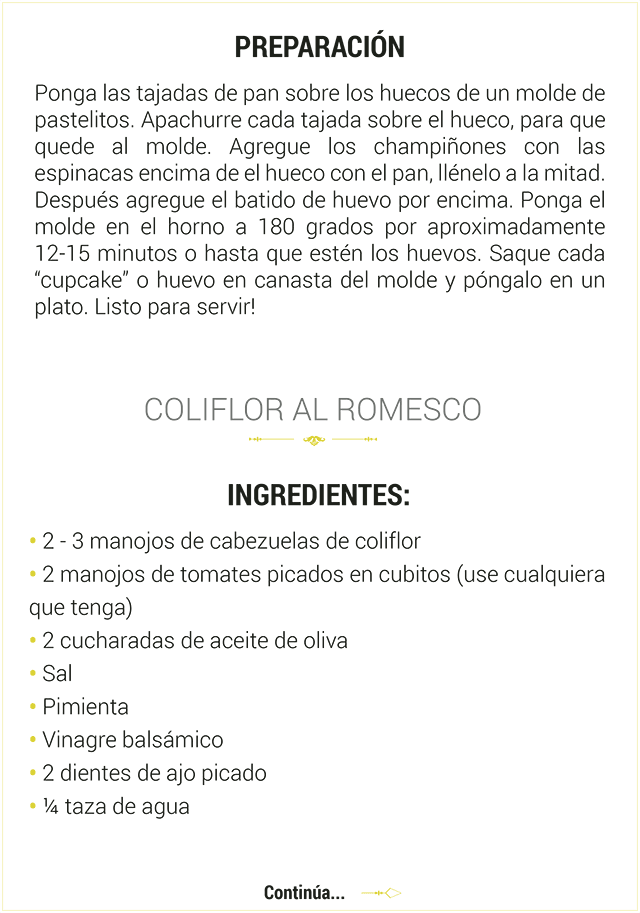 PREPARACIÓN
Ponga las tajadas de pan sobre los huecos de un molde de
pastelitos. Apachurre cada tajada sobre el hueco, para que
quede al molde. Agregue los champiñones con las
espinacas encima de el hueco con el pan, llénelo a la mitad.
Después agregue el batido de huevo por encima. Ponga el
molde en el horno a 180 grados por aproximadamente
12-15 minutos o hasta que estén los huevos. Saque cada
“cupcake” o huevo en canasta del molde y póngalo en un
plato. Listo para servir!
COLIFLOR AL ROMESCO
INGREDIENTES:
• 2 - 3 manojos de cabezuelas de coliflor
• 2 manojos de tomates picados en cubitos (use cualquiera
que tenga)
• 2 cucharadas de aceite de oliva
• Sal
• Pimienta
• Vinagre balsámico
• 2 dientes de ajo picado
• ¼ taza de agua
Continúa...